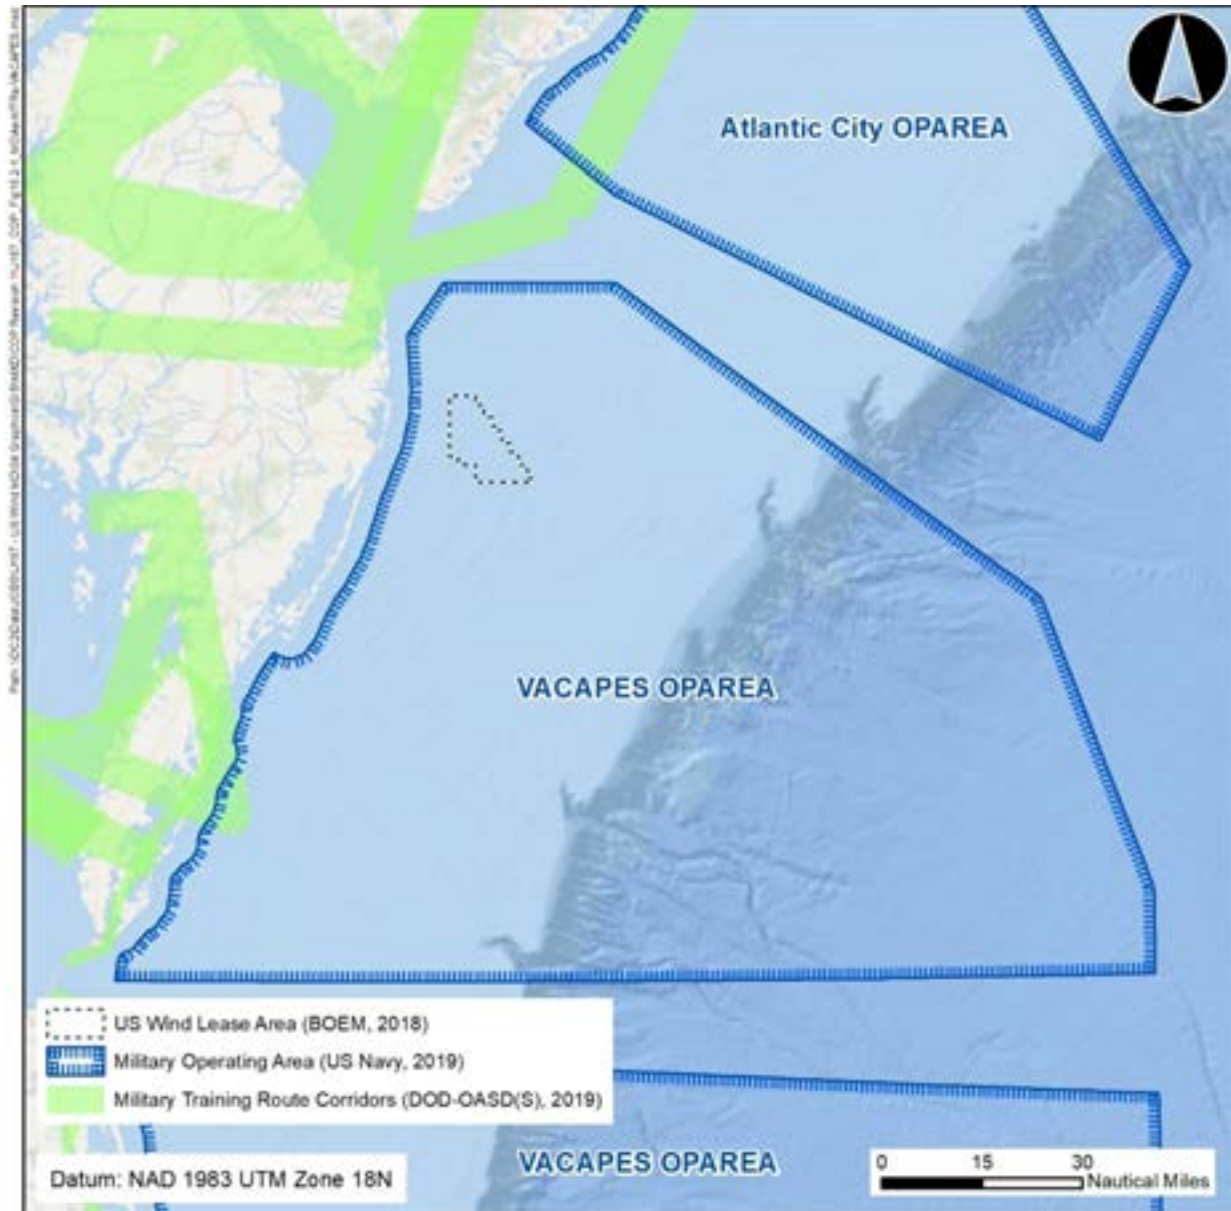 Atlantic City OPAREA
VACAPES OPAREA
US Wind Lease Area (BOEM, 2018)
Military Operating Area (US Navy, 2019)
Military Training Route Corridors (DOD-OASD(S), 2019)
VACAPES OPAREA
Datum: NAD 1983 UTM Zone 18N
0 15 30
Nautical Miles